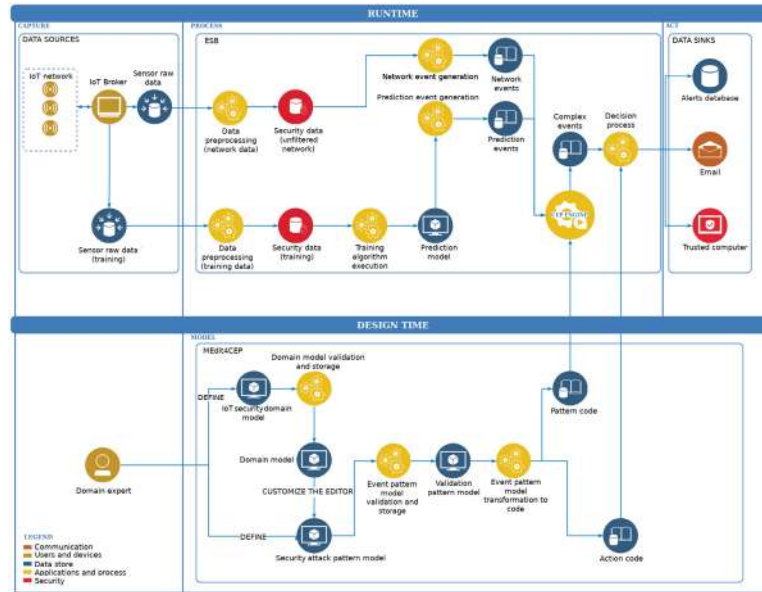 RUNTIME
CAPTURE
PROCESS
ACT
DATA SOURCES
ESB
DATA SINKS
IoT network
IoT Broker
Sensor raw
data
Data
preprocessing
(network data)
Security data
(unfiltered
network)
Network event generation
Network
events
Prediction event generation
Prediction
events
Complex
events
Decision
process
Alerts database
Email
Trusted computer
CEP ENGINE
Sensor raw data
(training)
Data
preprocessing
(training data)
Security data
(training)
Training
algorithm
execution
Prediction
model
DESIGN TIME
MODEL
MEdit4CEP
Domain model validation
and storage
DEFINE
IoT security domain
model
Pattern code
Domain expert
Domain model
CUSTOMIZE THE EDITOR
Event pattern
model
validation and
storage
Validation
pattern model
Event pattern
model
transformation to
code
DEFINE
Security attack pattern model
Action code
LEGEND
Communication
Users and devices
Data store
Applications and process
Security